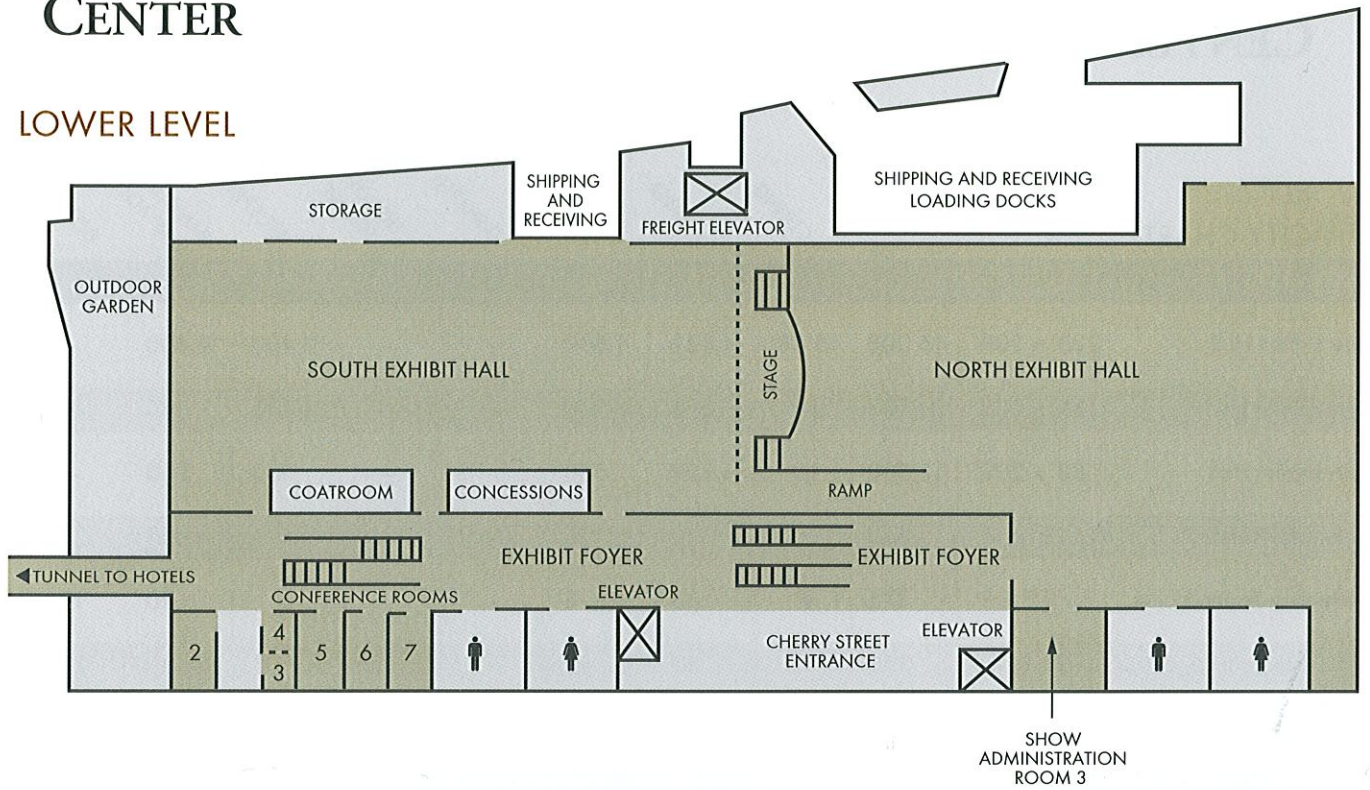 CENTER
LOWER LEVEL
STORAGE
SHIPPING
AND
RECEIVING
FREIGHT ELEVATOR
SHIPPING AND RECEIVING
LOADING DOCKS
OUTDOOR
GARDEN
SOUTH EXHIBIT HALL
STAGE
NORTH EXHIBIT HALL
COATROOM
CONCESSIONS
RAMP
EXHIBIT FOYER
EXHIBIT FOYER
TUNNEL TO HOTELS
CONFERENCE ROOMS
ELEVATOR
2
4
3
5
6
7
CHERRY STREET
ENTRANCE
ELEVATOR
SHOW
ADMINISTRATION
ROOM 3